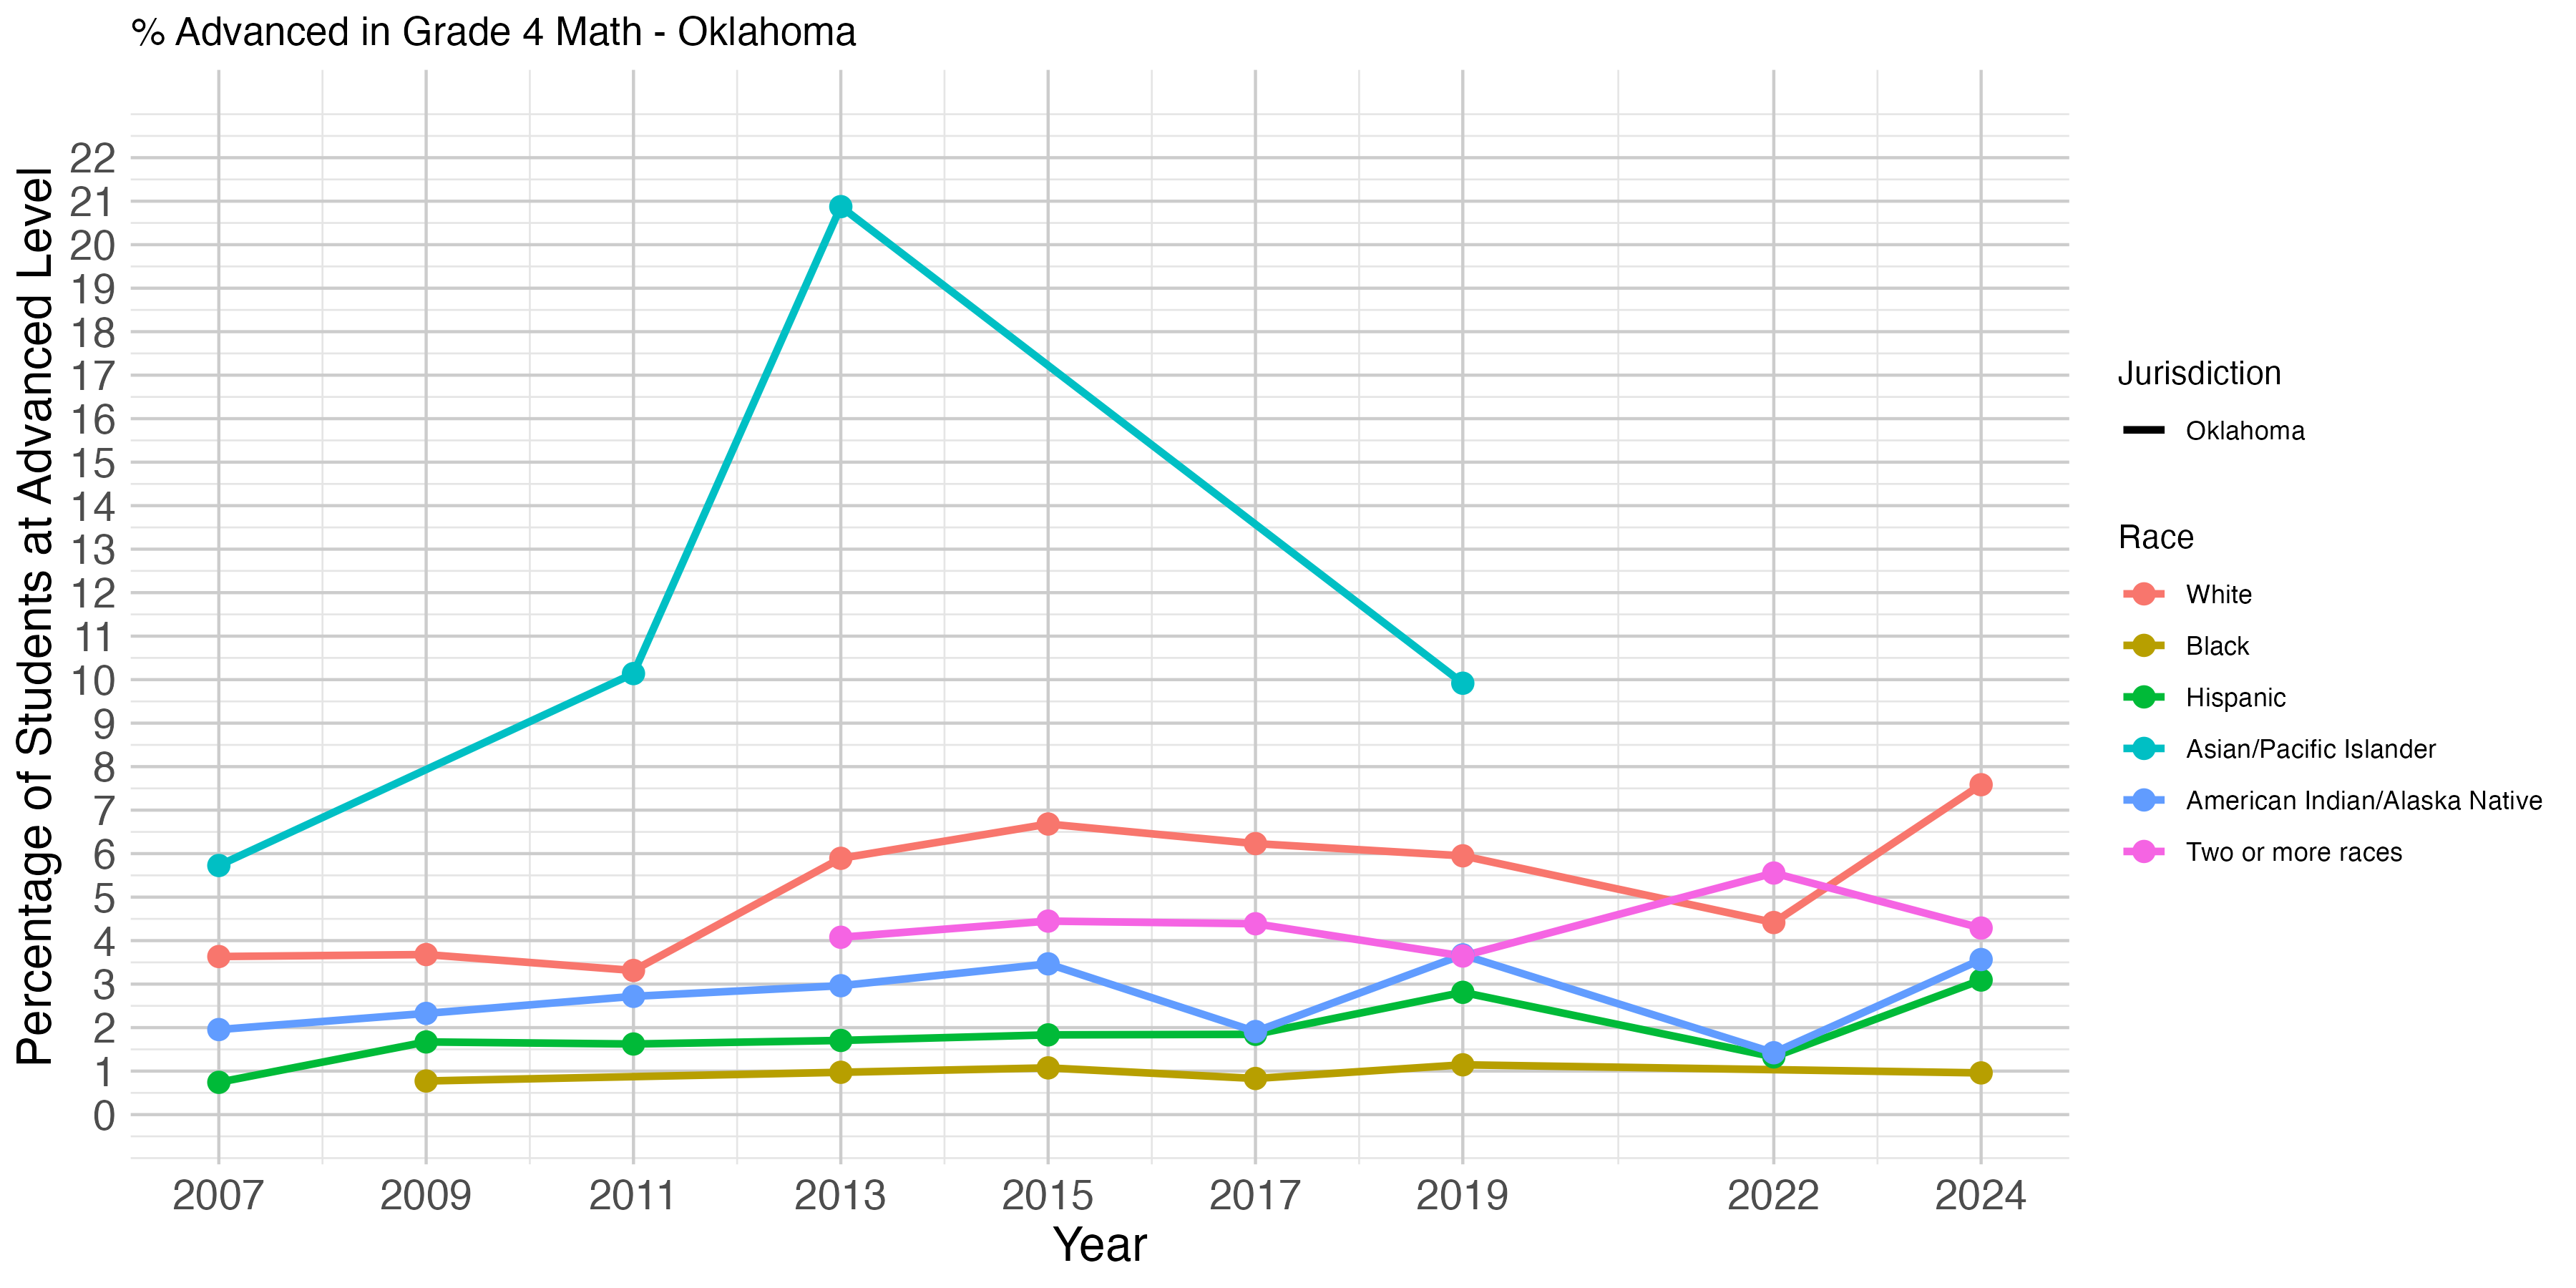 % Advanced in Grade 4 Math - Oklahoma
Percentage of Students at Advanced Level
22
21
20
19
18
17
16
15
14
13
12
11
10
9
8
7
6
5
4
3
2
1
0
2007 2009 2011 2013 2015 2017 2019 2022 2024
Year
Jurisdiction
Oklahoma
Race
White
Black
Hispanic
Asian/Pacific Islander
American Indian/Alaska Native
Two or more races